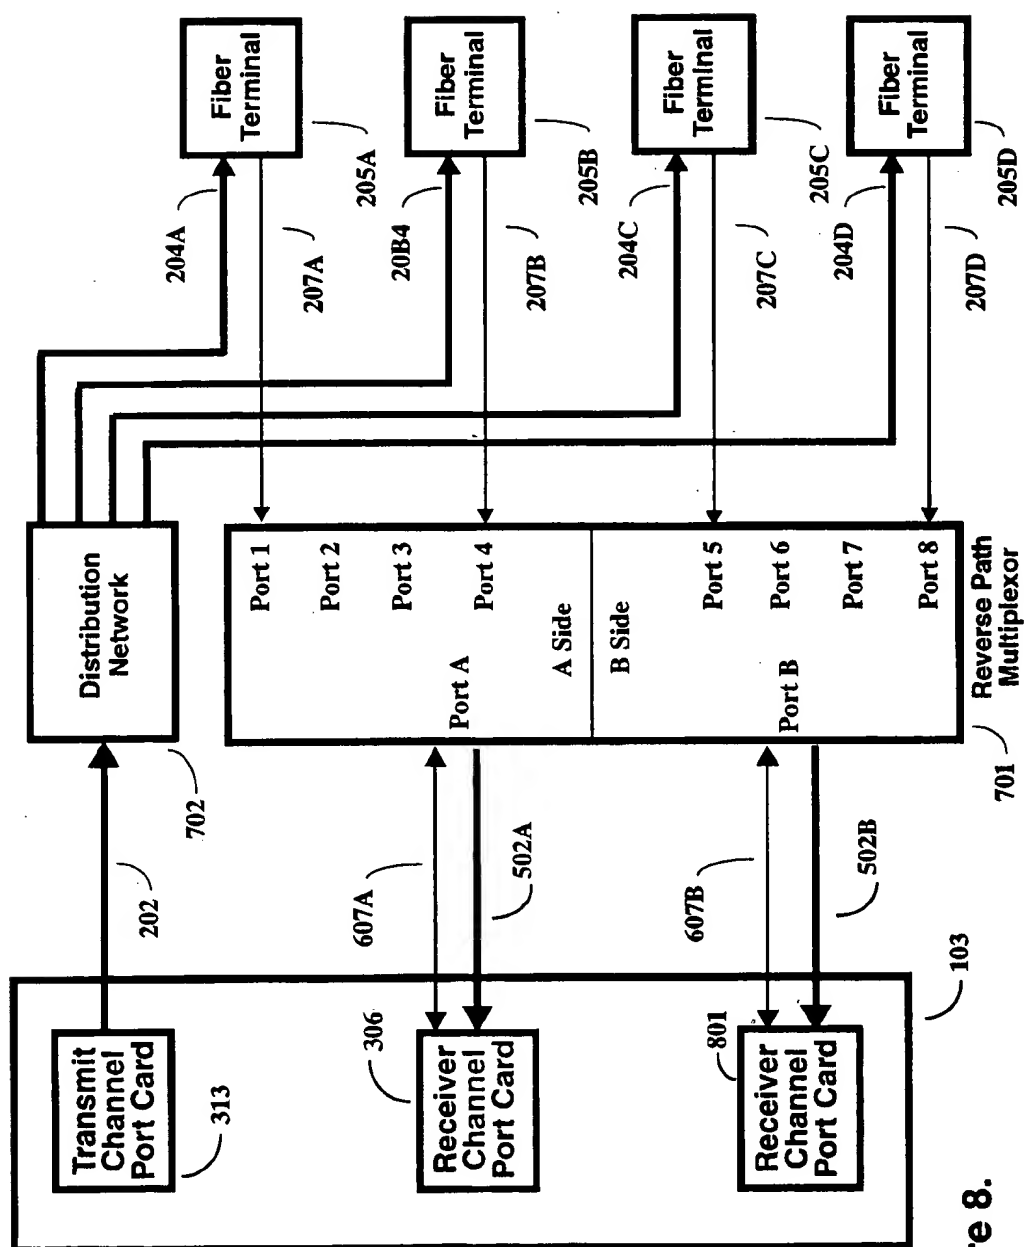 Receiver
Channel
Port Card
801
Receiver
Channel
Port Card
306
Transmit
Channel
Port Card
313
103
607B
502B
607A
502A
202
701
702
Reverse Path
Multiplexor
Port B
Port A
B Side
A Side
Port 8
Port 7
Port 6
Port 5
Port 4
Port 3
Port 2
Port 1
Distribution
Network
207D
204D
207C
204C
207B
20B4
207A
204A
205D
205C
205B
205A
Fiber
Terminal
Fiber
Terminal
Fiber
Terminal
Fiber
Terminal
re 8.